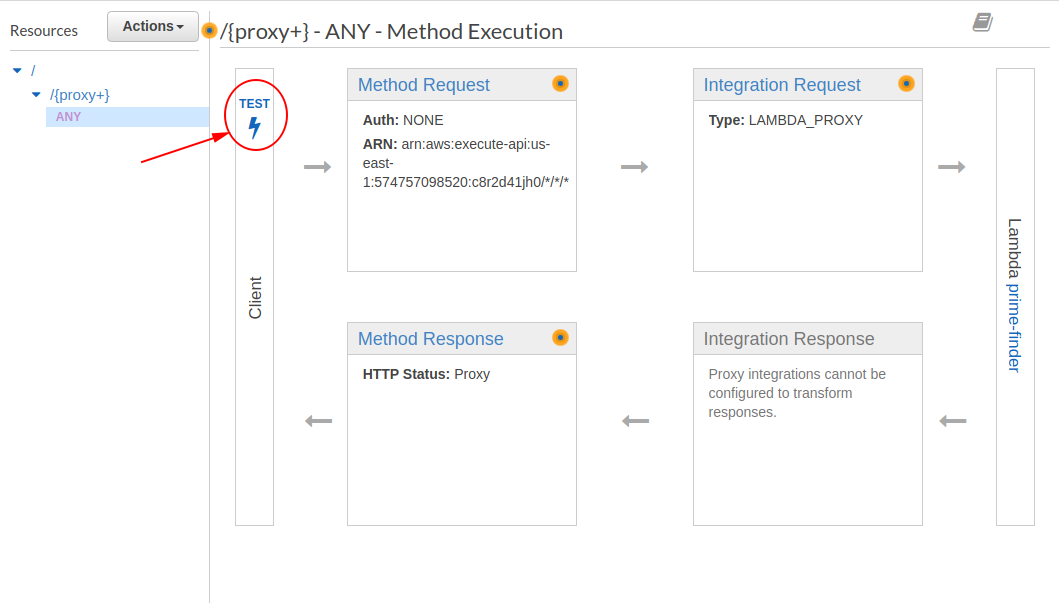 Resources
Actions
/{proxy+} - ANY - Method Execution
/
/{proxy+}
ANY
TEST
Client
Method Request
Auth: NONE
ARN: arn:aws:execute-api:us-
east-
1:574757098520:c8r2d41jh0/*/*/*
Integration Request
Type: LAMBDA_PROXY
Lambda prime-finder
Method Response
HTTP Status: Proxy
Integration Response
Proxy integrations cannot be
configured to transform
responses.